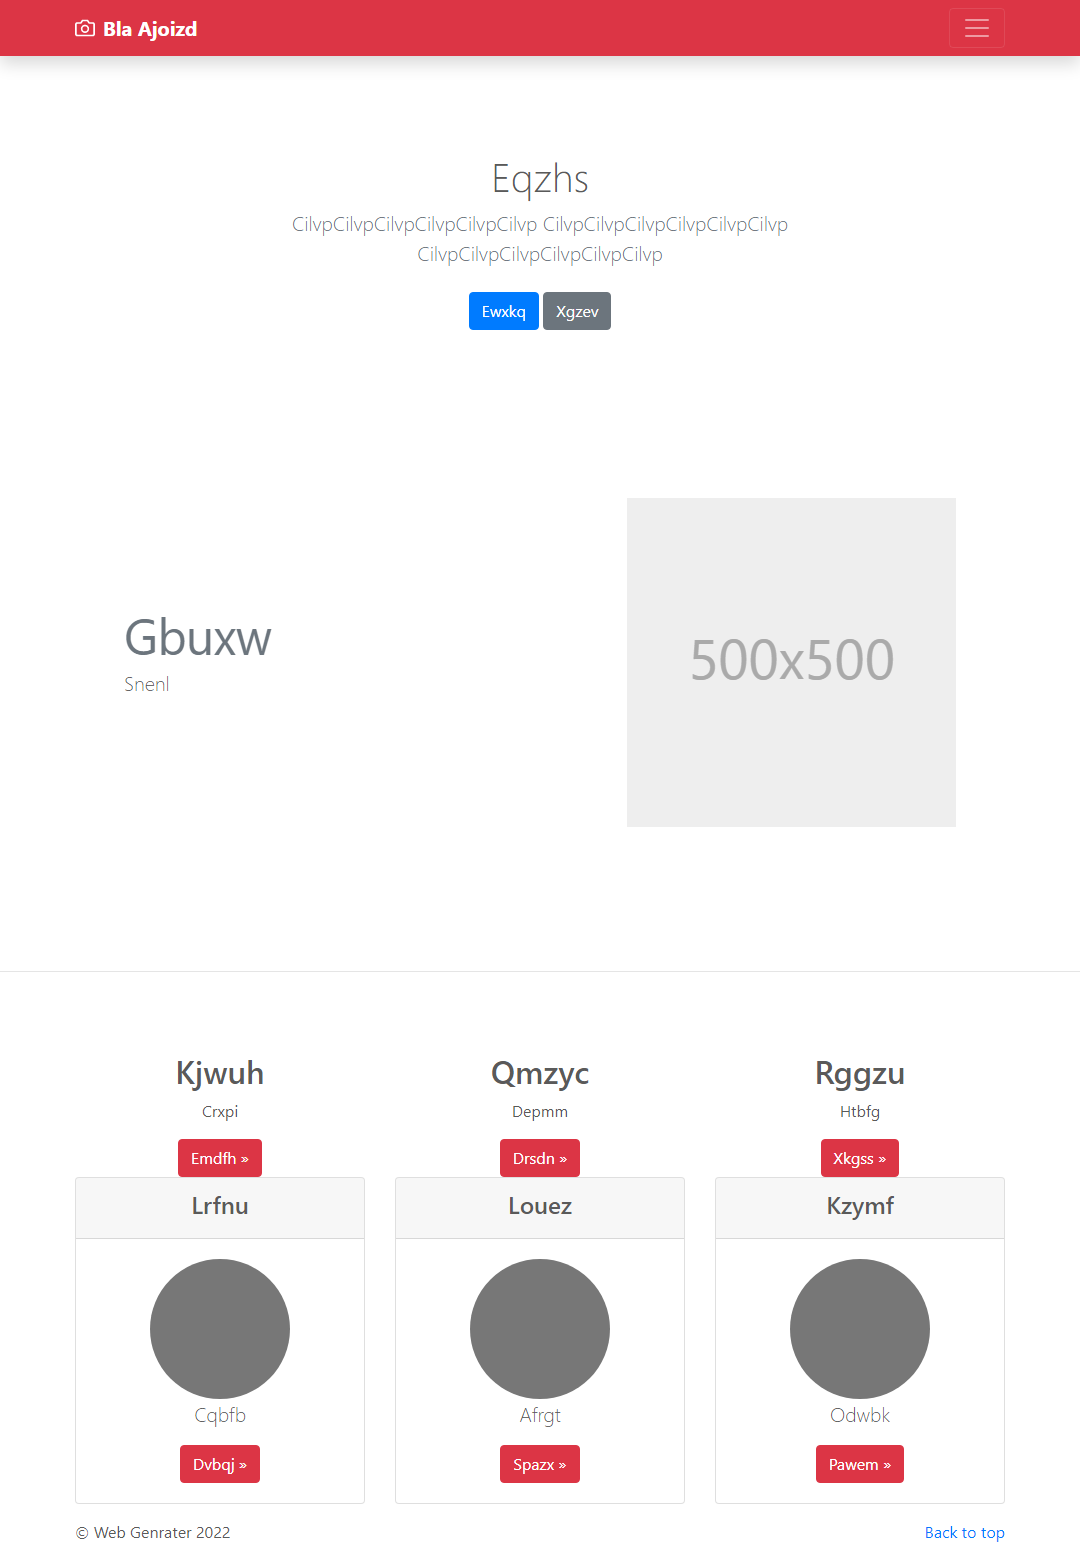 Bla Ajoizd
Eqzhs
CilvpCilvpCilvpCilvpCilvpCilvp CilvpCilvpCilvpCilvpCilvpCilvp
CilvpCilvpCilvpCilvpCilvpCilvp
Ewxkq Xgzev
Gbuxw
Snenl
500x500
Kjwuh Qmzyc Rggzu
Crxpi Depmm Htbfg
Emdfh » Drsdn » Xkgss »
Lrfnu Louez Kzymf
Cqbfb Afrgt Odwbk
Dvbqj » Spazx » Pawem »
© Web Genrater 2022 Back to top